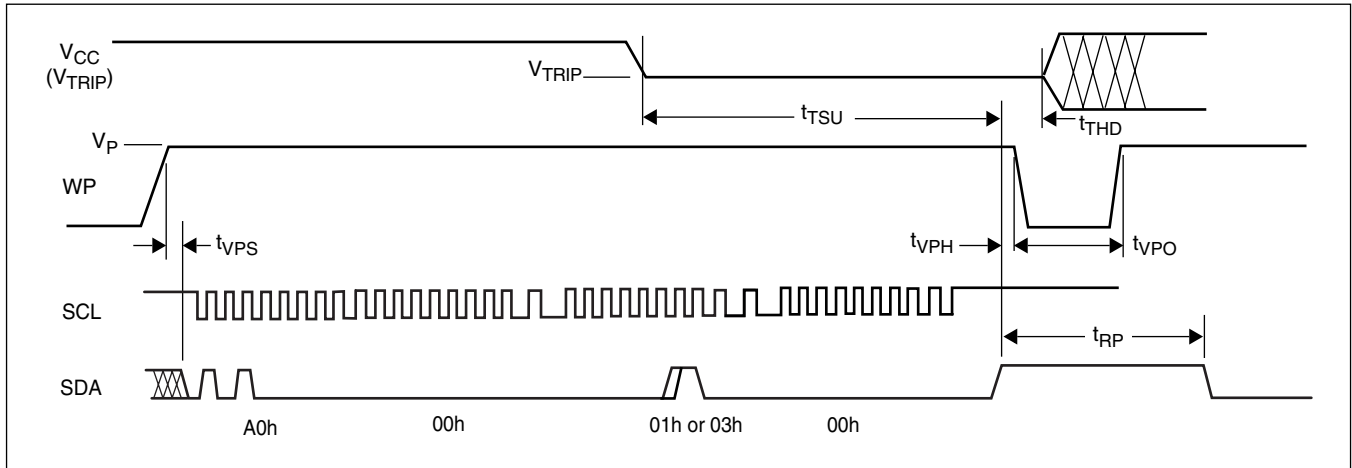 VCC
(VTRIP)
VTRIP
tTSU
tTHD
VP
WP
tVPS
tVPH
tVPO
SCL
tRP
SDA
A0h
00h
01h or 03h
00h